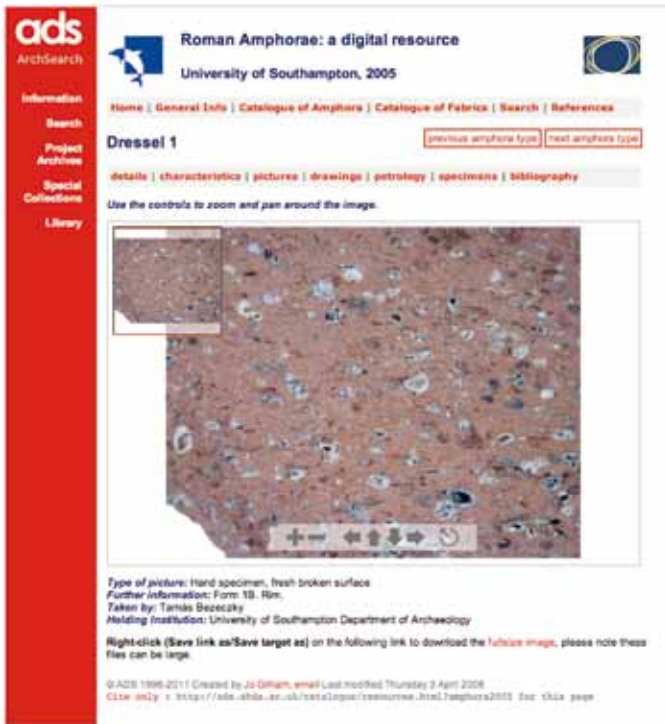 ads
ArchSearch
Information
Search
Project
Archives
Special
Collections
Library
Roman Amphorae: a digital resource
University of Southampton, 2005
Home | General Info | Catalogue of Amphora | Catalogue of Fabrics | Search | References
Dressel 1
previous amphora type | next amphora type
details | characteristics | pictures | drawings | petrology | specimens | bibliography
Use the controls to zoom and pan around the image.
Type of picture: Hand specimen, fresh broken surface
Further information: Form 1B. Rim.
Taken by: Tamás Bezeczky
Holding Institution: University of Southampton Department of Archaeology
Right-click (Save link as/Save target as) on the following link to download the fullsize image, please note these
files can be large.
© ADS 1996-2011 Created by Jo Gilham, email Last modified Thursday 3 April 2008
Cite only : http://ads.ahds.ac.uk/catalogue/resources.html?amphora2005 for this page